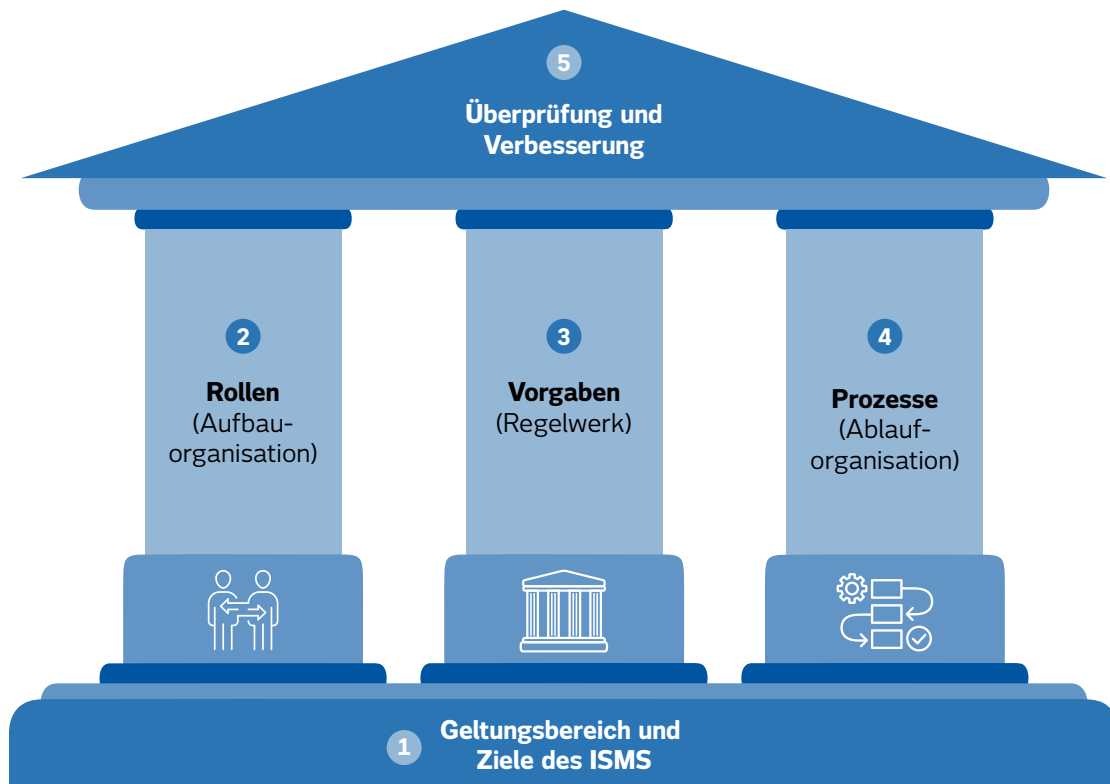 5
Überprüfung und
Verbesserung
2
Rollen
(Aufbau-
organisation)
3
Vorgaben
(Regelwerk)
4
Prozesse
(Ablauf-
organisation)
1
Geltungsbereich und
Ziele des ISMS